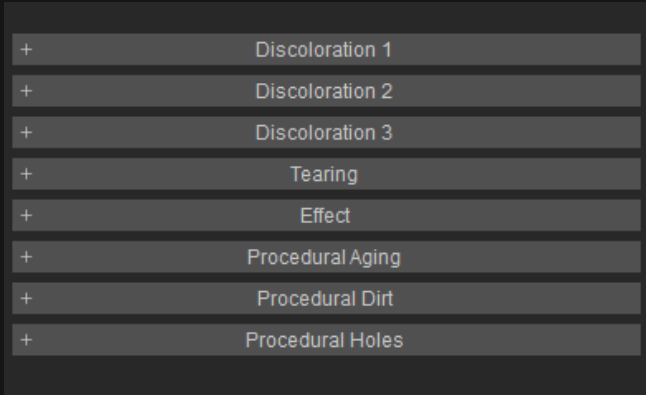 + Discoloration 1
+ Discoloration 2
+ Discoloration 3
+ Tearing
+ Effect
+ Procedural Aging
+ Procedural Dirt
+ Procedural Holes